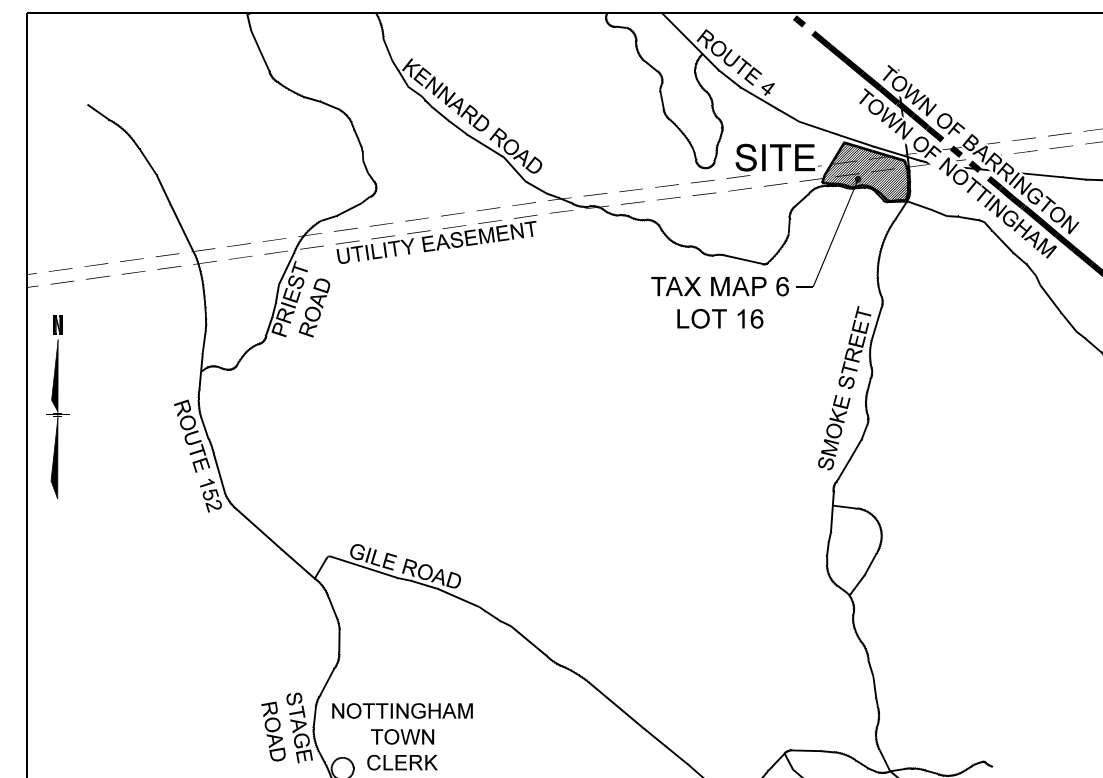 ROUTE 4
KENNARD ROAD
TOWN OF BARRINGTON
TOWN OF NOTTINGHAM
SITE
UTILITY EASEMENT
PRIEST
ROAD
TAX MAP 6
LOT 16
N
SMOKE STREET
ROUTE 152
GILE ROAD
STAGE
ROAD
NOTTINGHAM
TOWN
CLERK